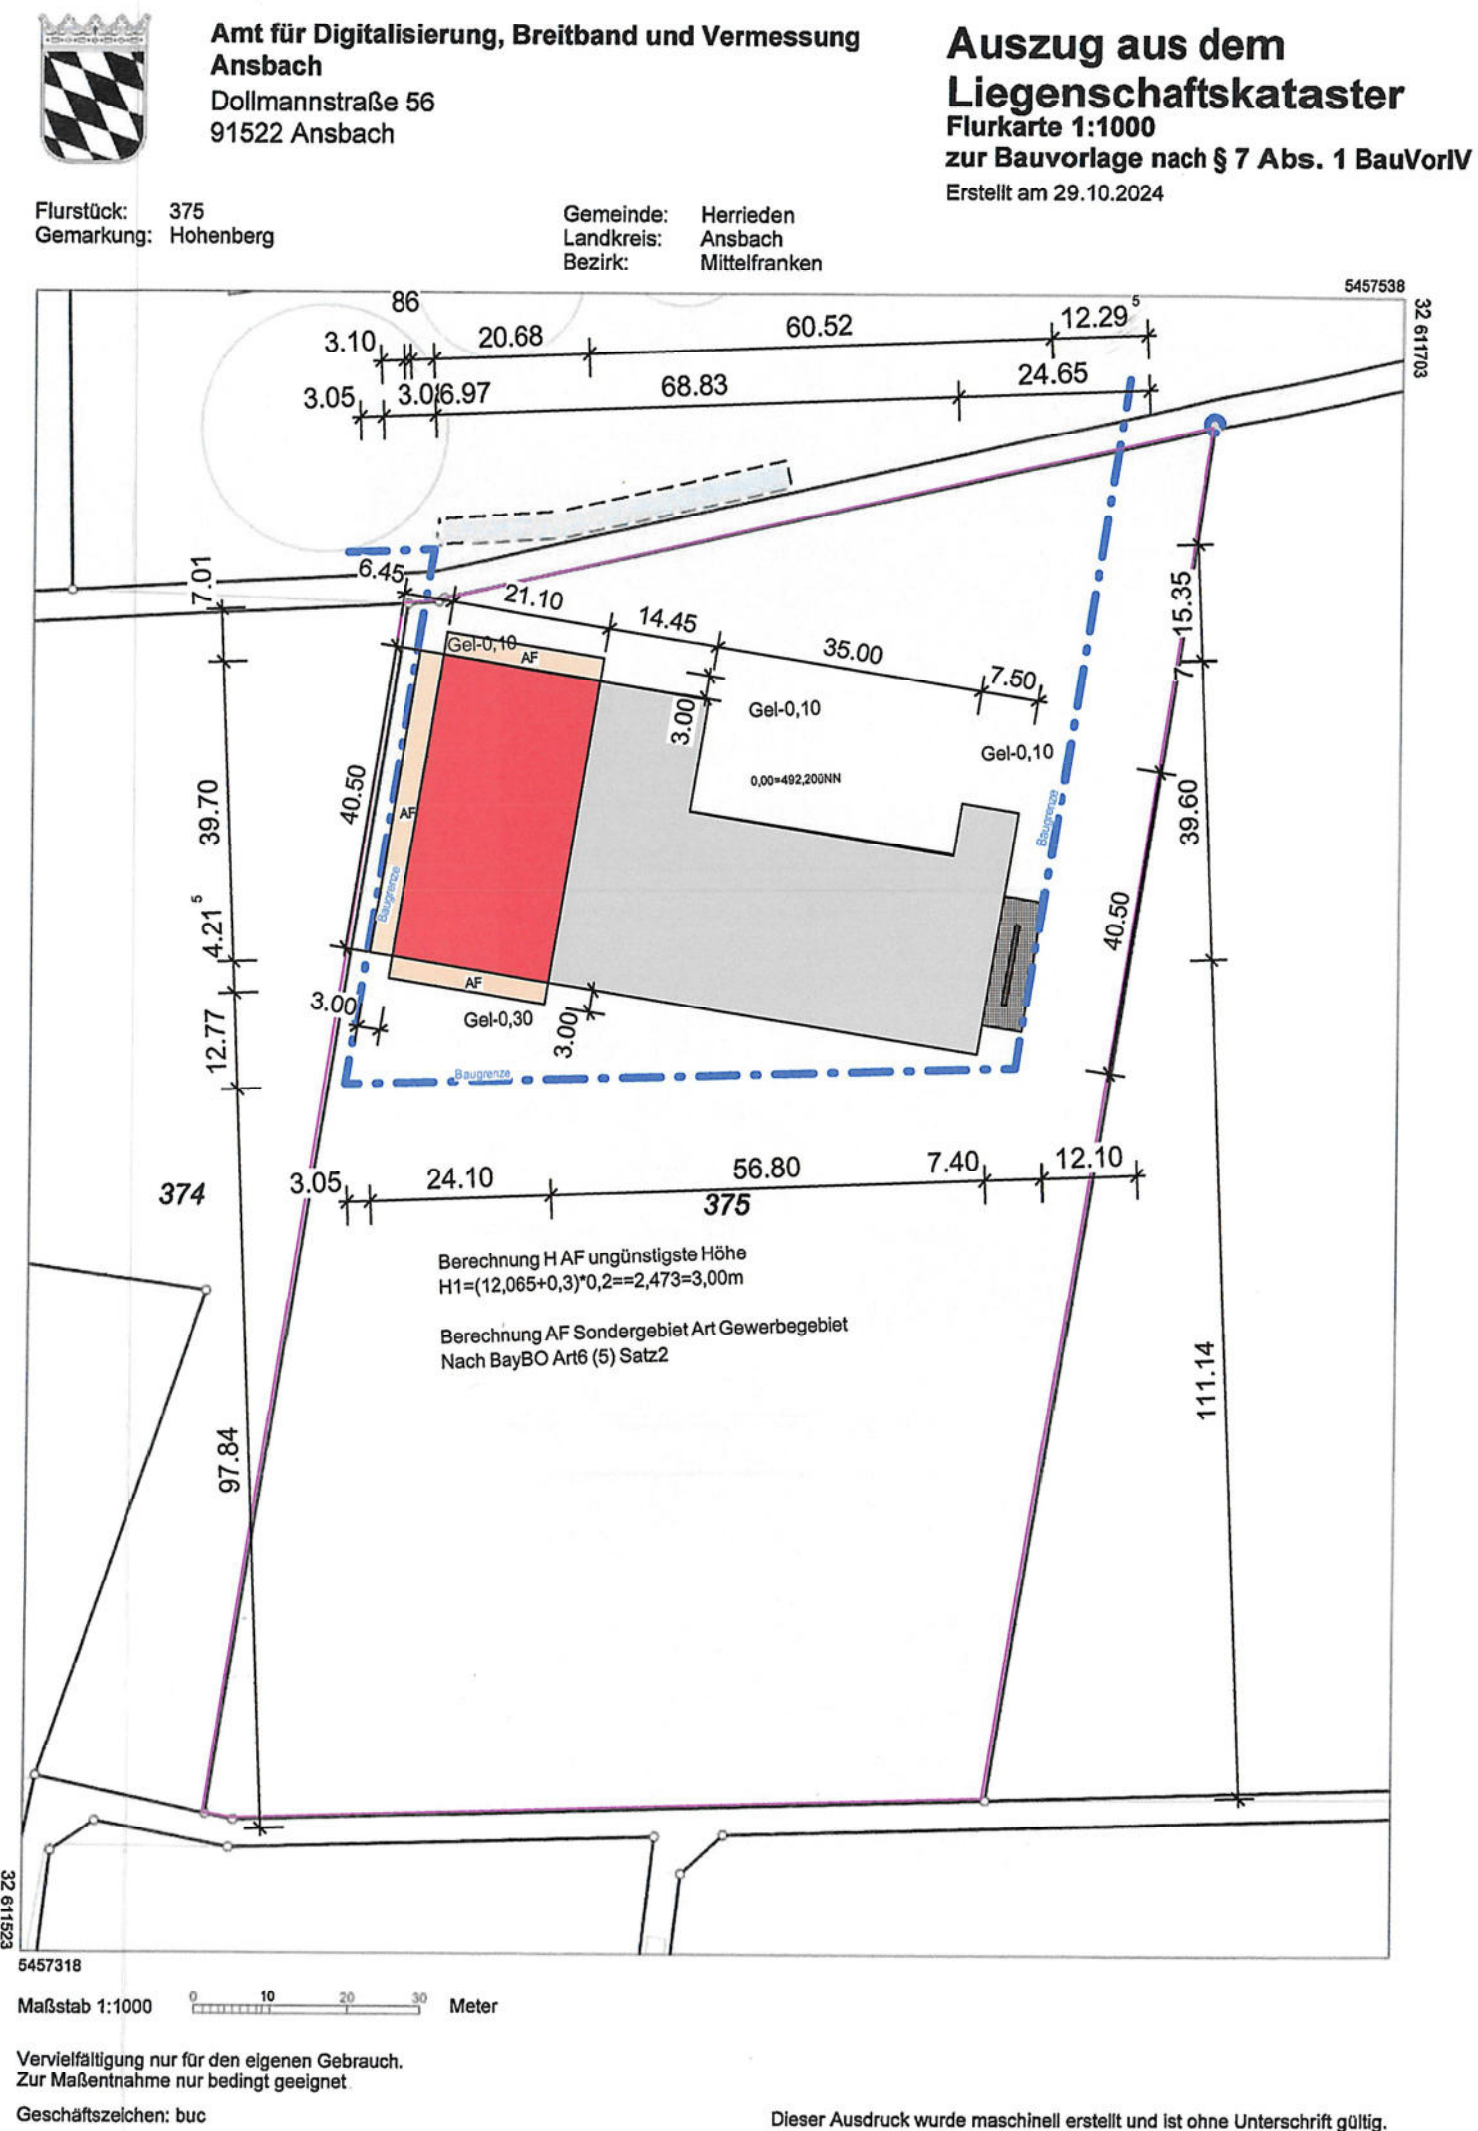 Amt für Digitalisierung, Breitband und Vermessung
Ansbach
Dollmannstraße 56
91522 Ansbach
Auszug aus dem
Liegenschaftskataster
Flurkarte 1:1000
zur Bauvorlage nach § 7 Abs. 1 BauVorlV
Erstellt am 29.10.2024
Flurstück: 375
Gemarkung: Hohenberg
Gemeinde: Herrieden
Landkreis: Ansbach
Bezirk: Mittelfranken
5457538
32 611703
86
3.10
20.68
60.52
12.29 5
3.05
6.97
68.83
24.65
7.01
6.45
21.10
14.45
35.00
7.50
15.35
7
Gel-0,10
AF
3.00
Gel-0,10
Gel-0,10
0,00=492,20üNN
40.50
39.70
AF
Baugrenze
Baugrenze
39.60
40.50
4.21 5
12.77
3.00
AF
Gel-0,30
3.00
Baugrenze
374
3.05
24.10
56.80
7.40
12.10
375
Berechnung H AF ungünstigste Höhe
H1=(12,065+0,3)*0,2==2,473=3,00m
Berechnung AF Sondergebiet Art Gewerbegebiet
Nach BayBO Art6 (5) Satz2
97.84
111.14
32 611523
5457318
Maßstab 1:1000
0 10 20 30
Meter
Vervielfältigung nur für den eigenen Gebrauch.
Zur Maßentnahme nur bedingt geeignet.
Geschäftszeichen: buc
Dieser Ausdruck wurde maschinell erstellt und ist ohne Unterschrift gültig.